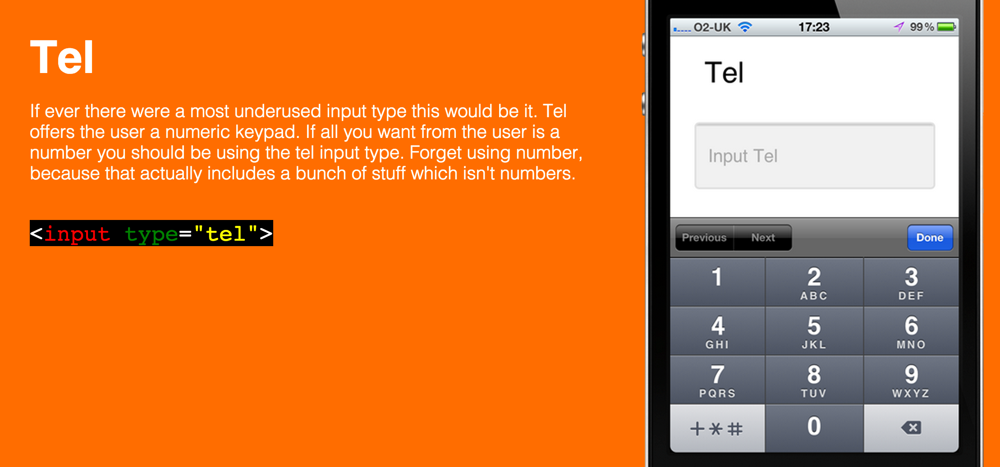 Tel
If ever there were a most underused input type this would be it. Tel
offers the user a numeric keypad. If all you want from the user is a
number you should be using the tel input type. Forget using number,
because that actually includes a bunch of stuff which isn't numbers.
<input type="tel">
O2-UK 17:23 99%
Tel
Input Tel
Previous Next Done
1 2 3
ABC DEF
4 5 6
GHI JKL MNO
7 8 9
PQRS TUV WXYZ
+*# 0